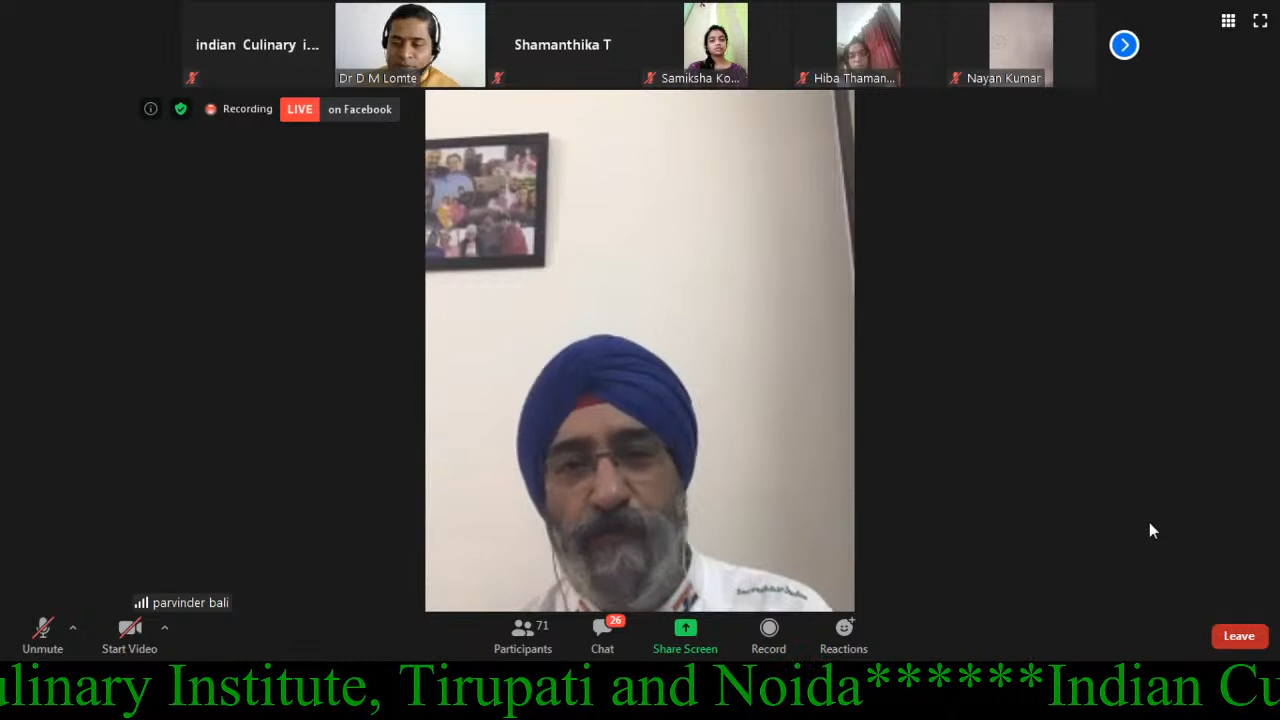 indian Culinary i...
Dr D M Lomte
Shamanthika T
Samiksha Ko...
Hiba Thaman...
Nayan Kumar
Recording
LIVE on Facebook
parvinder bali
Unmute
Start Video
71
Participants
26
Chat
Share Screen
Record
Reactions
Leave
ulinary Institute, Tirupati and Noida******Indian Cu